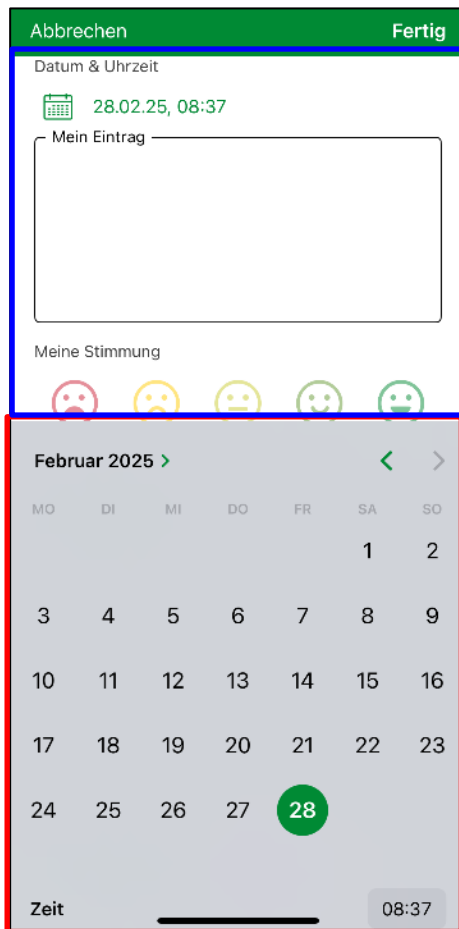 Abbrechen Fertig
Datum & Uhrzeit
28.02.25, 08:37
Mein Eintrag
Meine Stimmung
Februar 2025 >
MO DI MI DO FR SA SO
1 2
3 4 5 6 7 8 9
10 11 12 13 14 15 16
17 18 19 20 21 22 23
24 25 26 27 28
Zeit 08:37